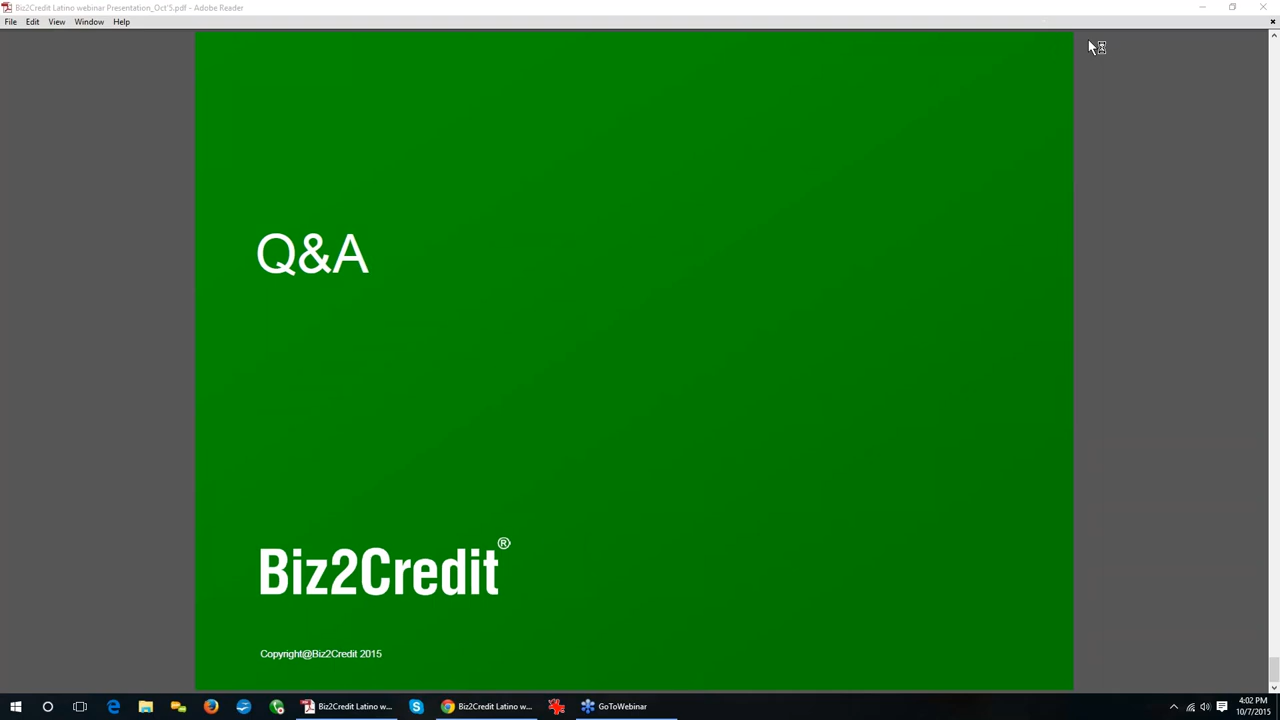 Biz2Credit Latino webinar Presentation_Oct'5.pdf - Adobe Reader
File Edit View Window Help
Q&A
Biz2Credit®
Copyright@Biz2Credit 2015
Biz2Credit Latino w... Biz2Credit Latino we... GoToWebinar
4:02 PM
10/7/2015